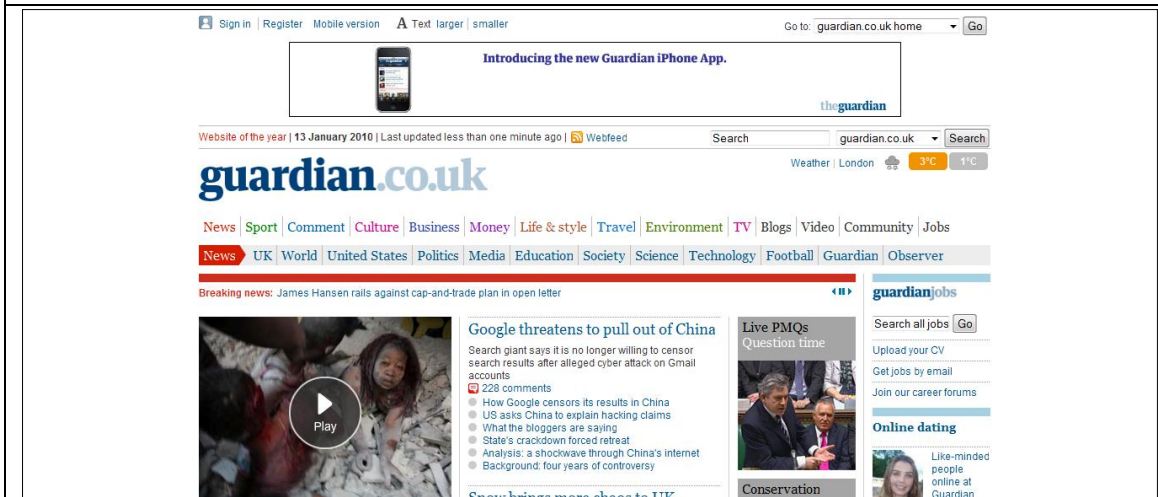 Sign in Register Mobile version A Text larger smaller
Go to: guardian.co.uk home Go
Introducing the new Guardian iPhone App.
theguardian
Website of the year | 13 January 2010 | Last updated less than one minute ago | Webfeed
Search guardian.co.uk Search
guardian.co.uk
Weather London 3°C 1°C
News Sport Comment Culture Business Money Life & style Travel Environment TV Blogs Video Community Jobs
News UK World United States Politics Media Education Society Science Technology Football Guardian Observer
Breaking news: James Hansen rails against cap-and-trade plan in open letter
Play
Google threatens to pull out of China
Search giant says it is no longer willing to censor
search results after alleged cyber attack on Gmail
accounts
228 comments
How Google censors its results in China
US asks China to explain hacking claims
What the bloggers are saying
State's crackdown forced retreat
Analysis: a shockwave through China's internet
Background: four years of controversy
Snow brings more chaos to UK
Live PMQs
Question time
Conservation
guardianjobs
Search all jobs Go
Upload your CV
Get jobs by email
Join our career forums
Online dating
Like-minded
people
online at
Guardian